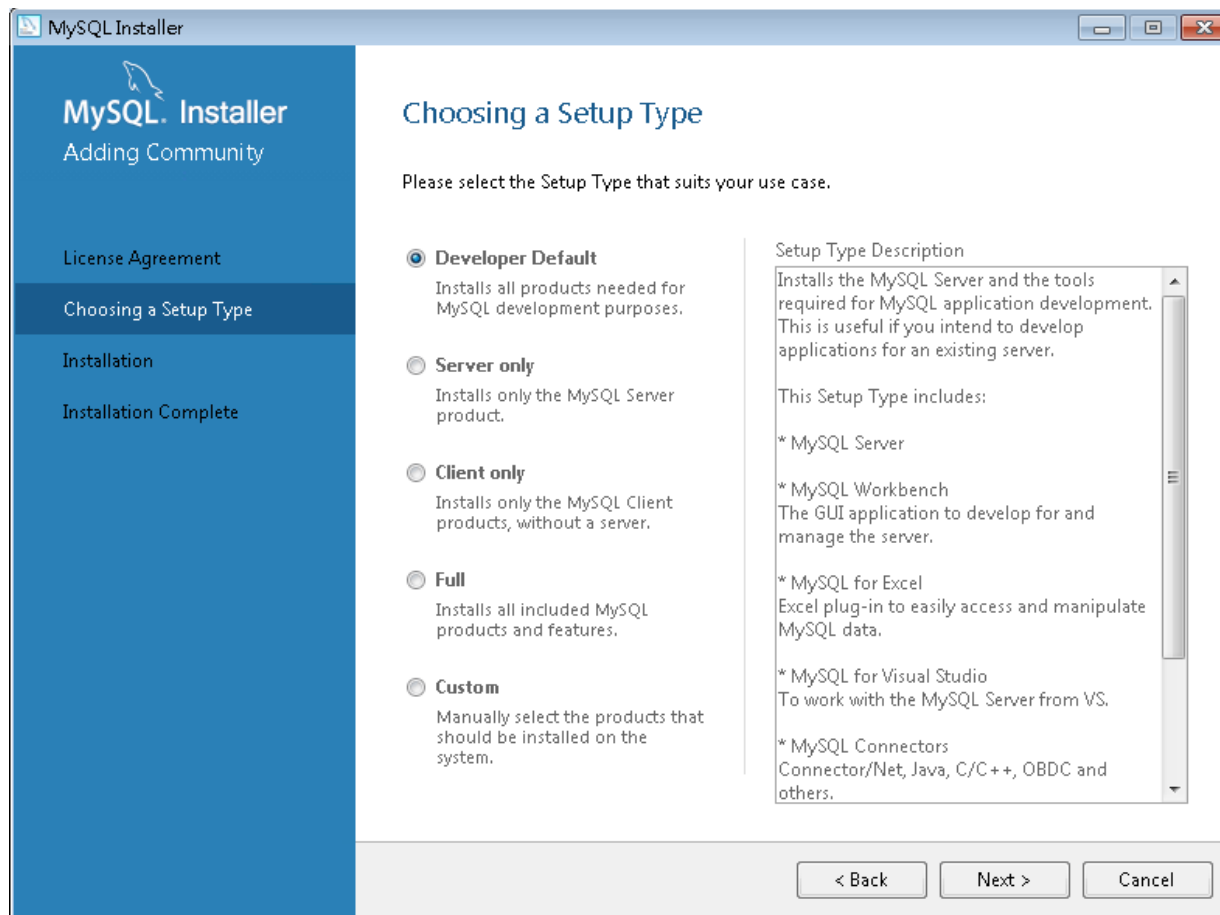 MySQL Installer
MySQL. Installer
Adding Community
License Agreement
Choosing a Setup Type
Installation
Installation Complete
Choosing a Setup Type
Please select the Setup Type that suits your use case.
Developer Default
Installs all products needed for
MySQL development purposes.
Server only
Installs only the MySQL Server
product.
Client only
Installs only the MySQL Client
products, without a server.
Full
Installs all included MySQL
products and features.
Custom
Manually select the products that
should be installed on the
system.
Setup Type Description
Installs the MySQL Server and the tools
required for MySQL application development.
This is useful if you intend to develop
applications for an existing server.
This Setup Type includes:
* MySQL Server
* MySQL Workbench
The GUI application to develop for and
manage the server.
* MySQL for Excel
Excel plug-in to easily access and manipulate
MySQL data.
* MySQL for Visual Studio
To work with the MySQL Server from VS.
* MySQL Connectors
Connector/Net, Java, C/C++, OBDC and
others.
< Back
Next >
Cancel